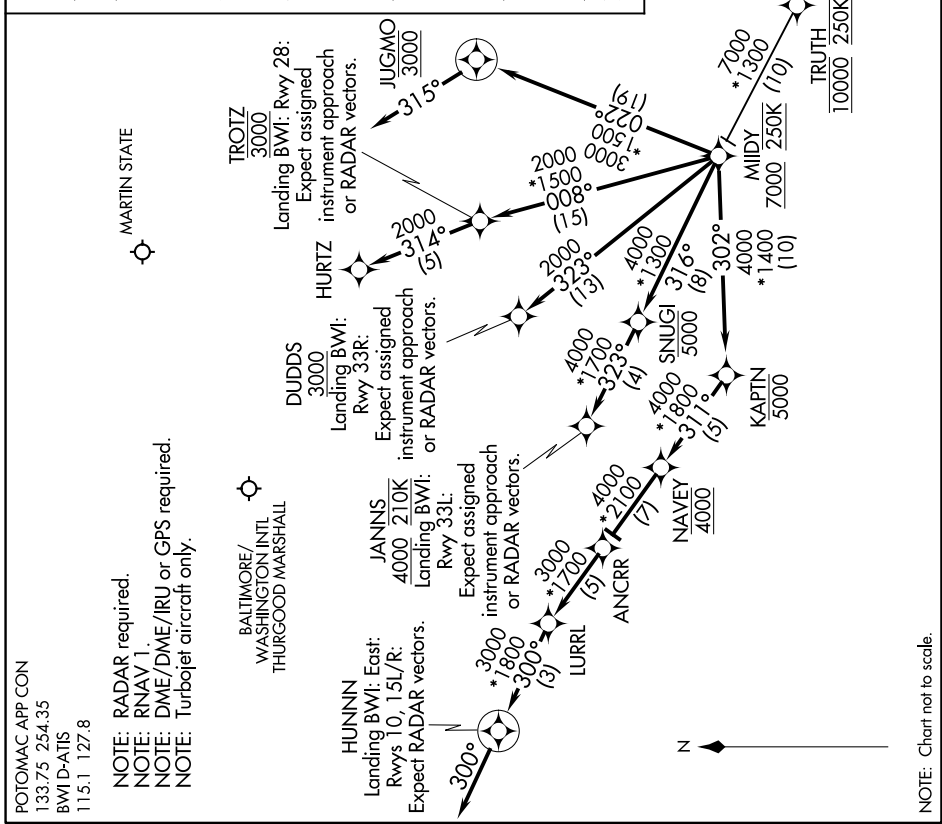 POTOMAC APP CON
133.75 254.35
BWI D-ATIS
115.1 127.8
NOTE: RADAR required.
NOTE: RNAV 1.
NOTE: DME/DME/IRU or GPS required.
NOTE: Turbojet aircraft only.
MARTIN STATE
BALTIMORE/
WASHINGTON INTL
THURGOOD MARSHALL
TROTZ
3000
Landing BWI: Rwy 28:
Expect assigned
instrument approach
or RADAR vectors.
JUGMO
3000
315°
HURTZ
2000
314°
(5)
DUDDS
3000
Landing BWI:
Rwy 33R:
Expect assigned
instrument approach
or RADAR vectors.
JANNS
4000 210K
Landing BWI:
Rwy 33L:
Expect assigned
instrument approach
or RADAR vectors.
HUNNN
Landing BWI: East:
Rwys 10, 15L/R:
Expect RADAR vectors.
300°
3000
*1800
300°
(3)
LURRL
3000
*1700
(5)
ANCRR
4000
*2100
(7)
NAVEY
4000
4000
*1800
311°
(5)
KAPTN
5000
302°
4000
*1400
(10)
4000
*1700
323°
(4)
SNUGI
5000
4000
*1300
316°
(8)
2000
323°
(13)
2000
*1500
008°
(15)
3000
*1500
022°
(19)
MIIDY
7000 250K
7000
*1300
(10)
TRUTH
10000 250K
N
NOTE: Chart not to scale.